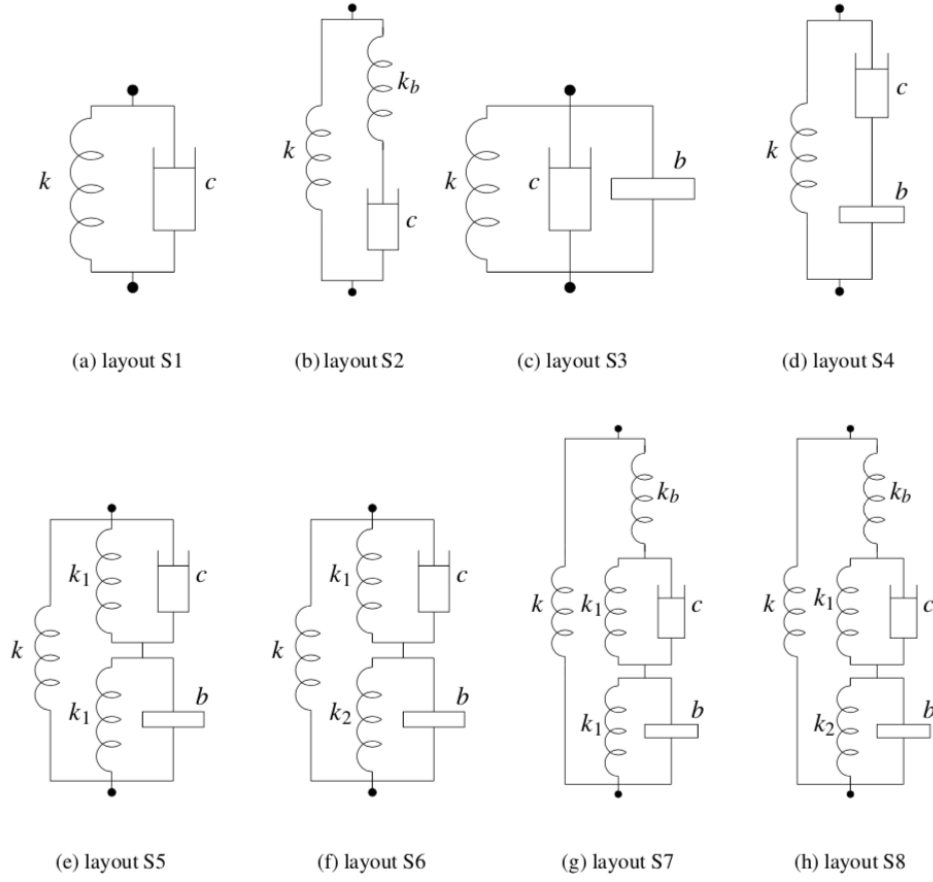 k c
(a) layout S1
k k_b c
(b) layout S2
k c b
(c) layout S3
k c b
(d) layout S4
k k_1 c
k_1 b
(e) layout S5
k k_1 c
k_2 b
(f) layout S6
k_b
k k_1 c
k_1 b
(g) layout S7
k_b
k k_1 c
k_2 b
(h) layout S8